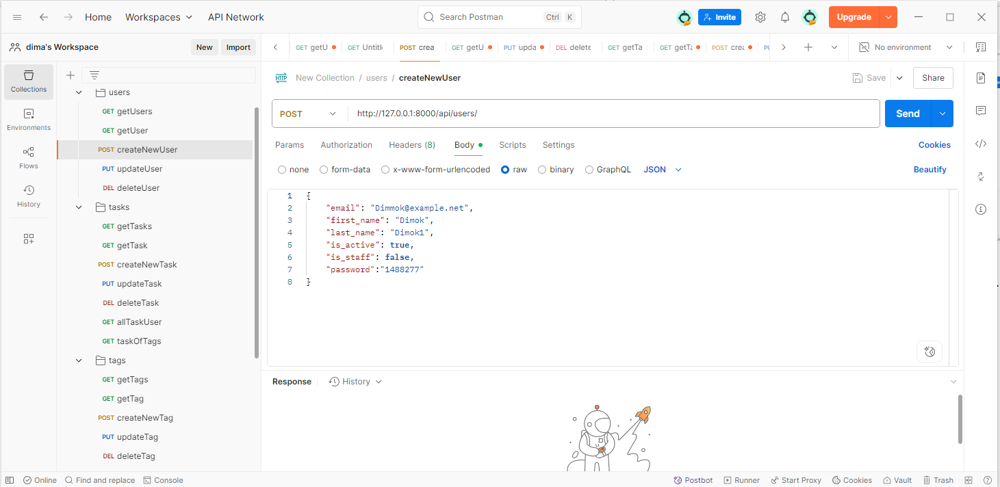 Home Workspaces API Network Search Postman Ctrl K Invite Upgrade
dima's Workspace New Import GET getU GET Untitl POST crea GET getU PUT upda DEL delete GET getTa GET getTa POST crea PU No environment
Collections
Environments
Flows
History
users
GET getUsers
GET getUser
POST createNewUser
PUT updateUser
DEL deleteUser
tasks
GET getTasks
GET getTask
POST createNewTask
PUT updateTask
DEL deleteTask
GET allTaskUser
GET taskOfTags
tags
GET getTags
GET getTag
POST createNewTag
PUT updateTag
DEL deleteTag
HTTP New Collection / users / createNewUser Save Share
POST http://127.0.0.1:8000/api/users/ Send
Params Authorization Headers (8) Body Scripts Settings Cookies
none form-data x-www-form-urlencoded raw binary GraphQL JSON Beautify
1 {
2 "email": "Dimmok@example.net",
3 "first_name": "Dimok",
4 "last_name": "Dimok1",
5 "is_active": true,
6 "is_staff": false,
7 "password":"1488277"
8 }
Response History
Online Find and replace Console Postbot Runner Start Proxy Cookies Vault Trash